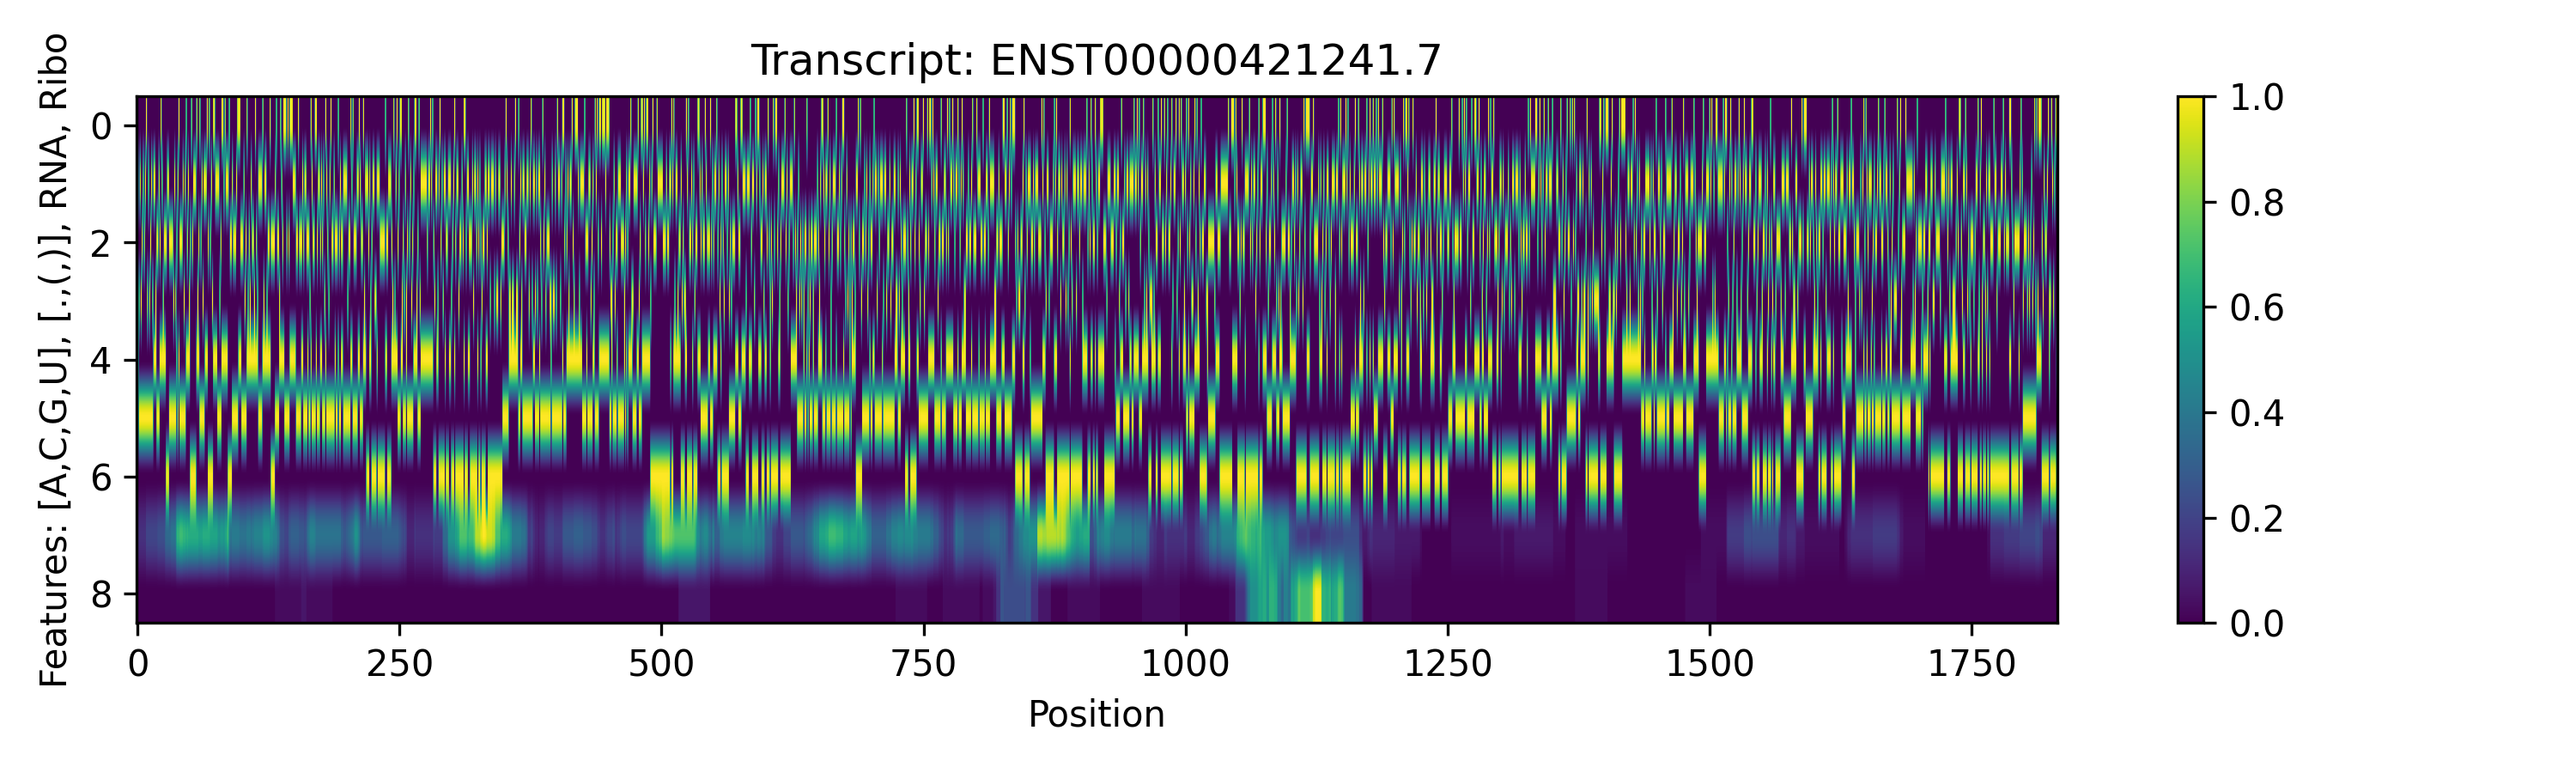 Transcript: ENST00000421241.7
Features: [A,C,G,U], [.,(,)], RNA, Ribo
0
2
4
6
8
0 250 500 750 1000 1250 1500 1750
Position
1.0
0.8
0.6
0.4
0.2
0.0